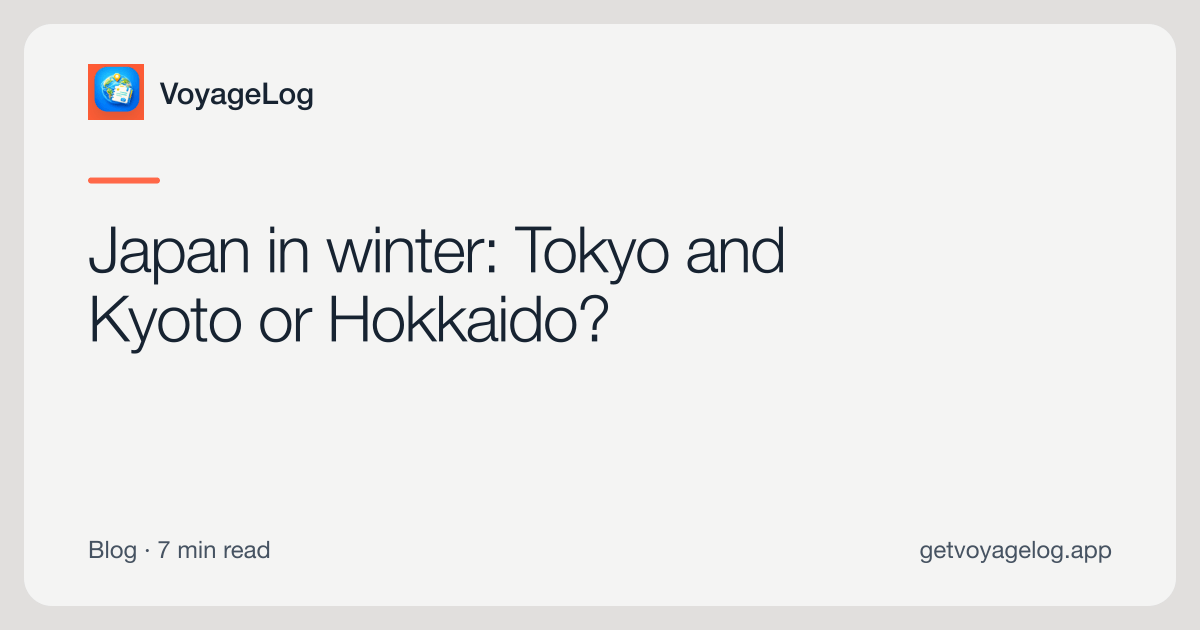 VoyageLog
Japan in winter: Tokyo and
Kyoto or Hokkaido?
Blog · 7 min read
getvoyagelog.app